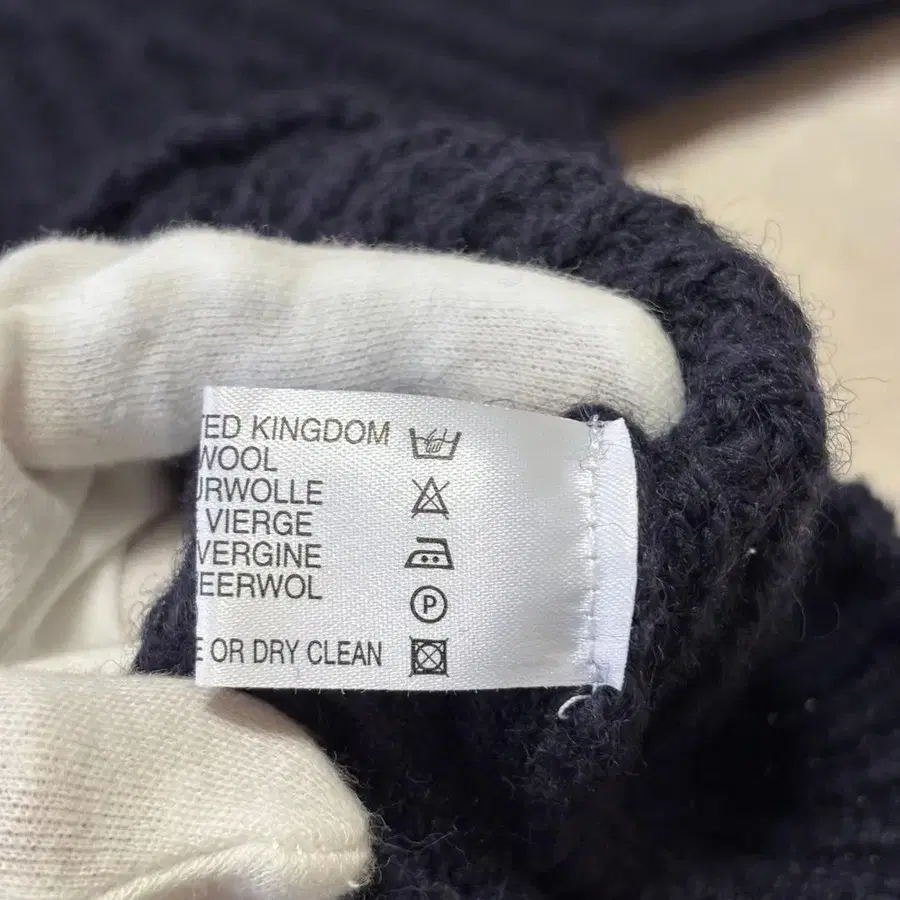 TED KINGDOM
WOOL
URWOLLE
VIERGE
VERGINE
EERWOL
P
E OR DRY CLEAN